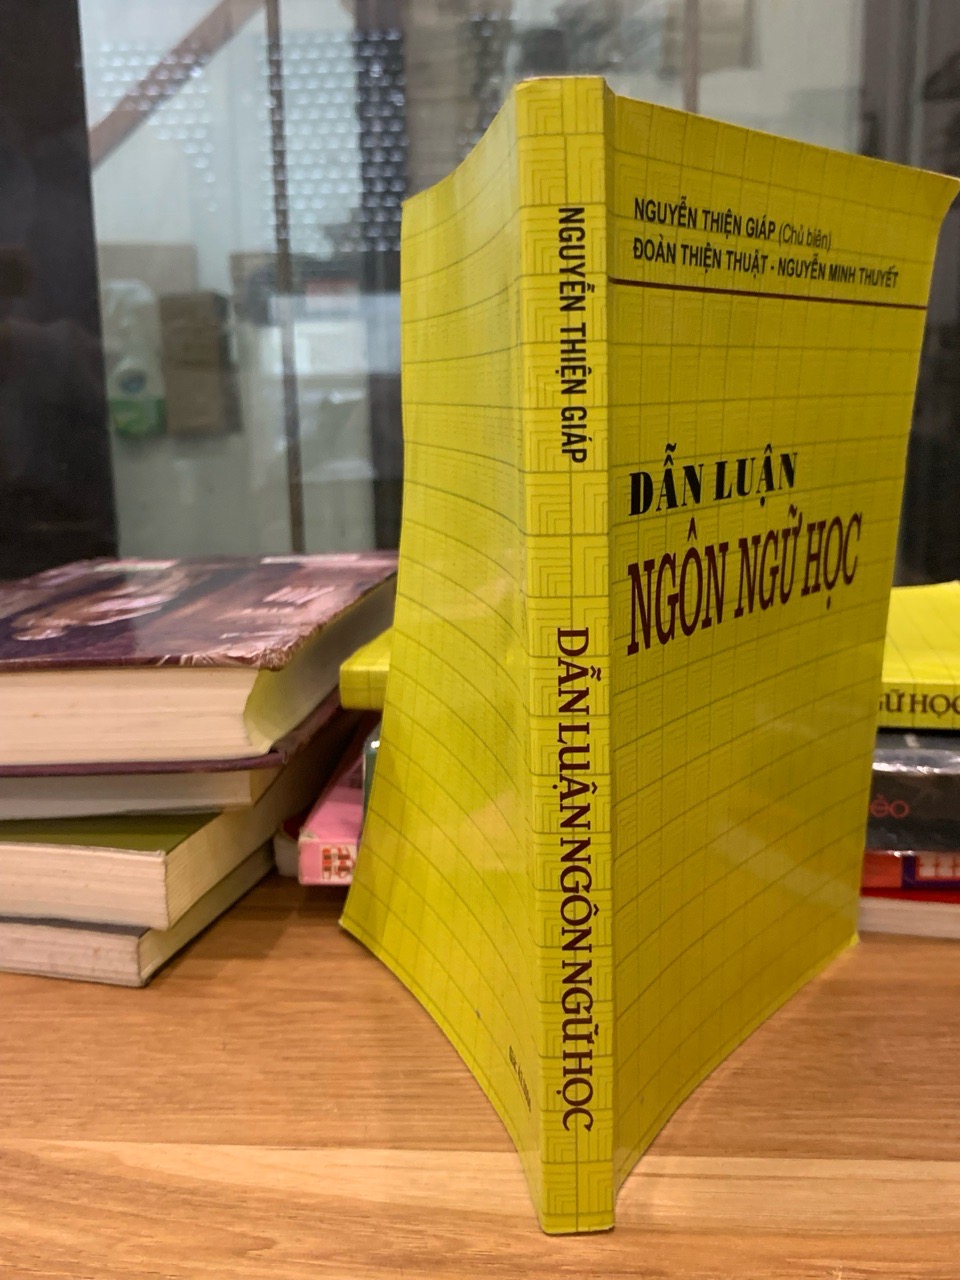 NGUYỄN THIỆN GIÁP (Chủ biên)
ĐOÀN THIỆN THUẬT - NGUYỄN MINH THUYẾT
DẪN LUẬN
NGÔN NGỮ HỌC
NGUYỄN THIỆN GIÁP
DẪN LUẬN NGÔN NGỮ HỌC
HỌC